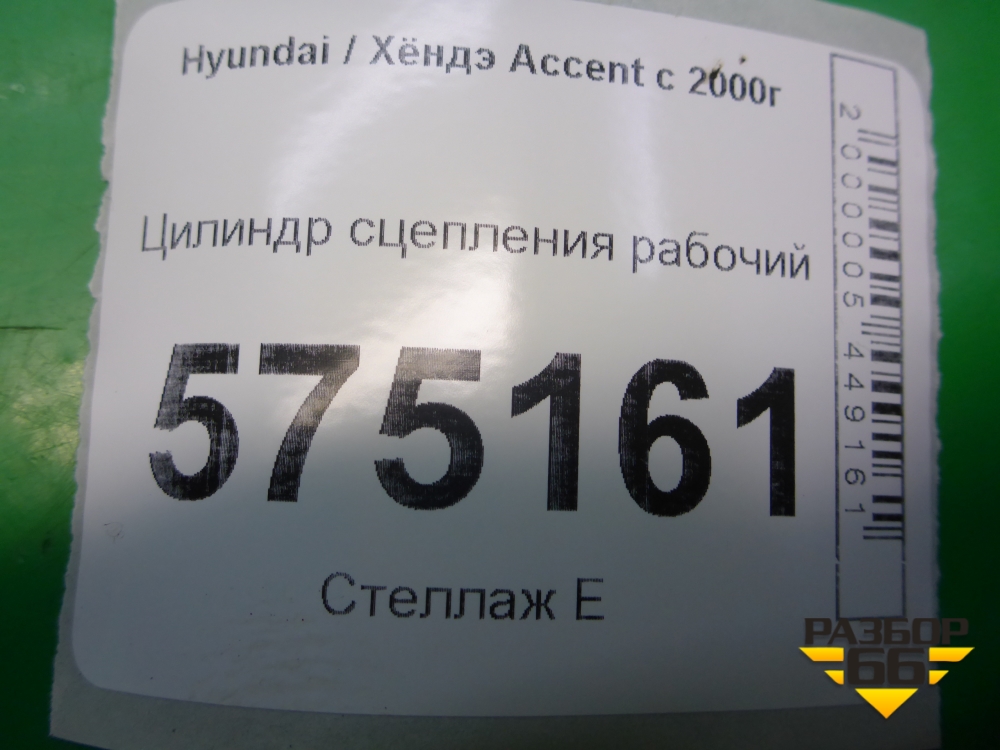 Hyundai / Хёндэ Accent с 2000г
Цилиндр сцепления рабочий
575161
Стеллаж Е
2000005449161
РАЗБОР
66